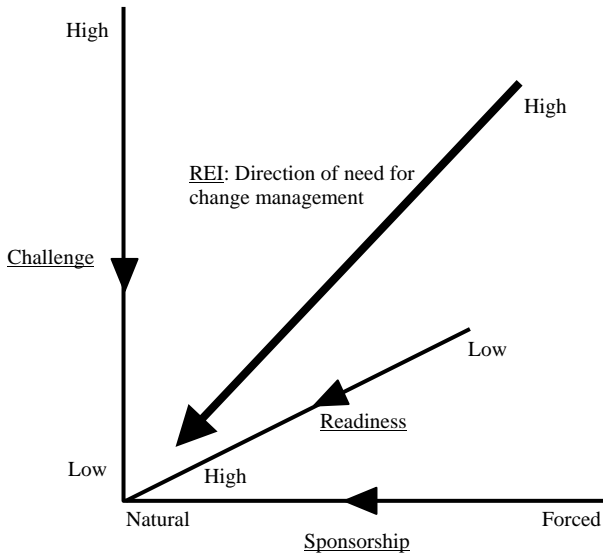 High
High
REI: Direction of need for
change management
Challenge
Low
Readiness
Low
High
Natural
Forced
Sponsorship